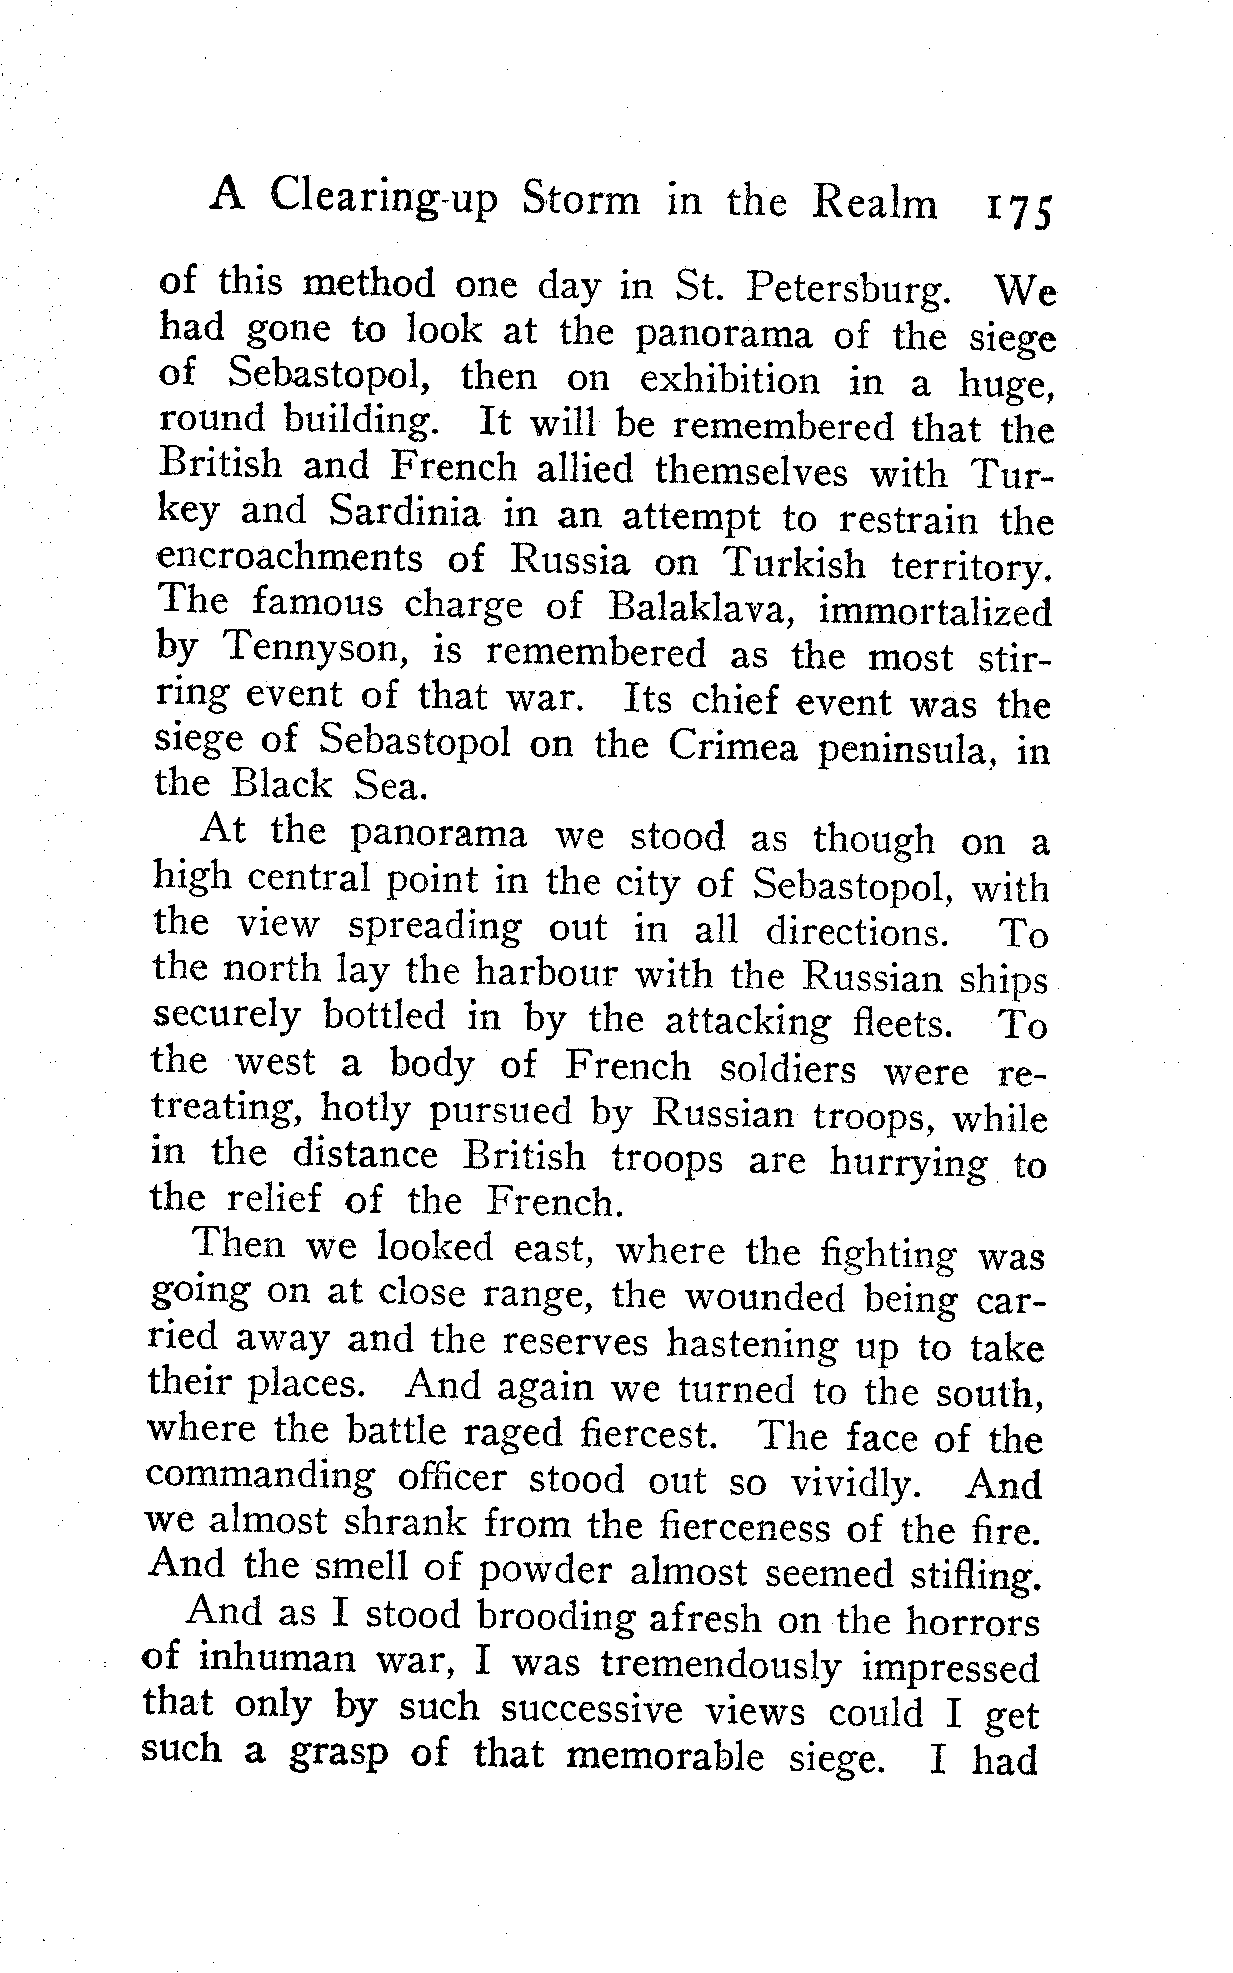 A Clearing-up Storm in the Realm 175
of this method one day in St. Petersburg. We
had gone to look at the panorama of the siege
of Sebastopol, then on exhibition in a huge,
round building. It will be remembered that the
British and French allied themselves with Tur-
key and Sardinia in an attempt to restrain the
encroachments of Russia on Turkish territory.
The famous charge of Balaklava, immortalized
by Tennyson, is remembered as the most stir-
ring event of that war. Its chief event was the
siege of Sebastopol on the Crimea peninsula, in
the Black Sea.
At the panorama we stood as though on a
high central point in the city of Sebastopol, with
the view spreading out in all directions. To
the north lay the harbour with the Russian ships
securely bottled in by the attacking fleets. To
the west a body of French soldiers were re-
treating, hotly pursued by Russian troops, while
in the distance British troops are hurrying to
the relief of the French.
Then we looked east, where the fighting was
going on at close range, the wounded being car-
ried away and the reserves hastening up to take
their places. And again we turned to the south,
where the battle raged fiercest. The face of the
commanding officer stood out so vividly. And
we almost shrank from the fierceness of the fire.
And the smell of powder almost seemed stifling.
And as I stood brooding afresh on the horrors
of inhuman war, I was tremendously impressed
that only by such successive views could I get
such a grasp of that memorable siege. I had